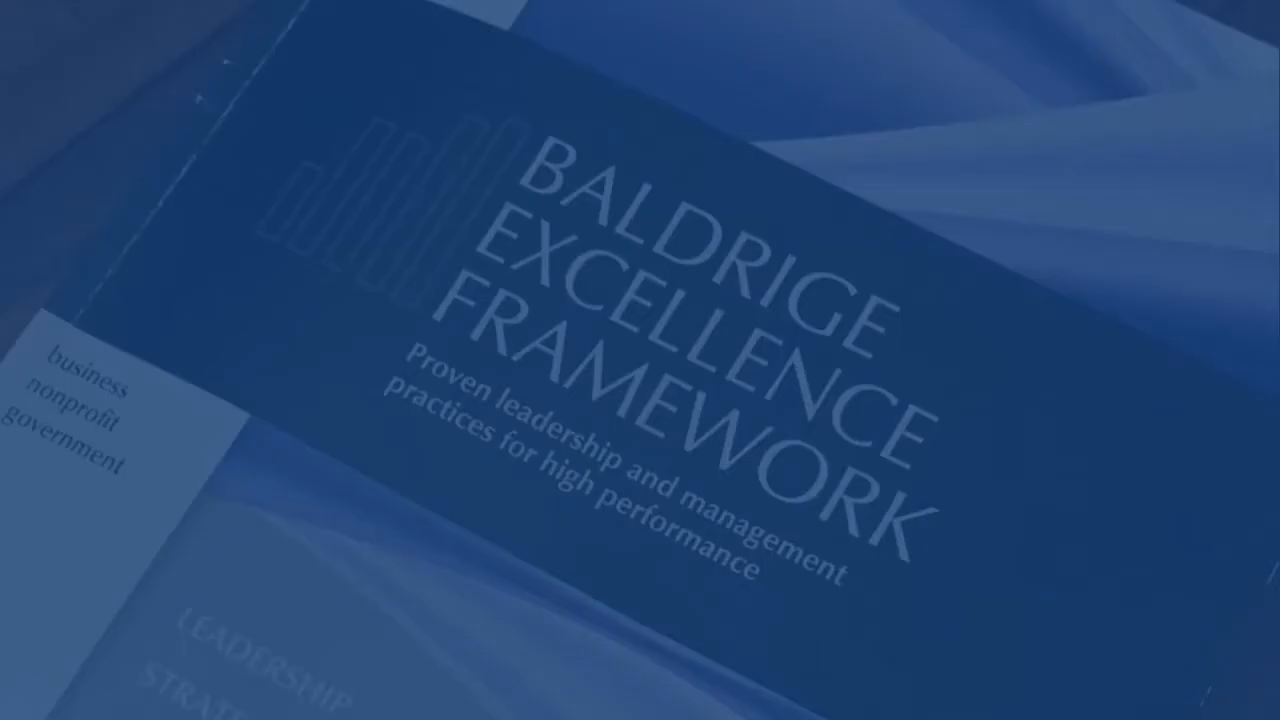 BALDRIGE
EXCELLENCE
FRAMEWORK
Proven leadership and management
practices for high performance
business
nonprofit
government
LEADERSHIP